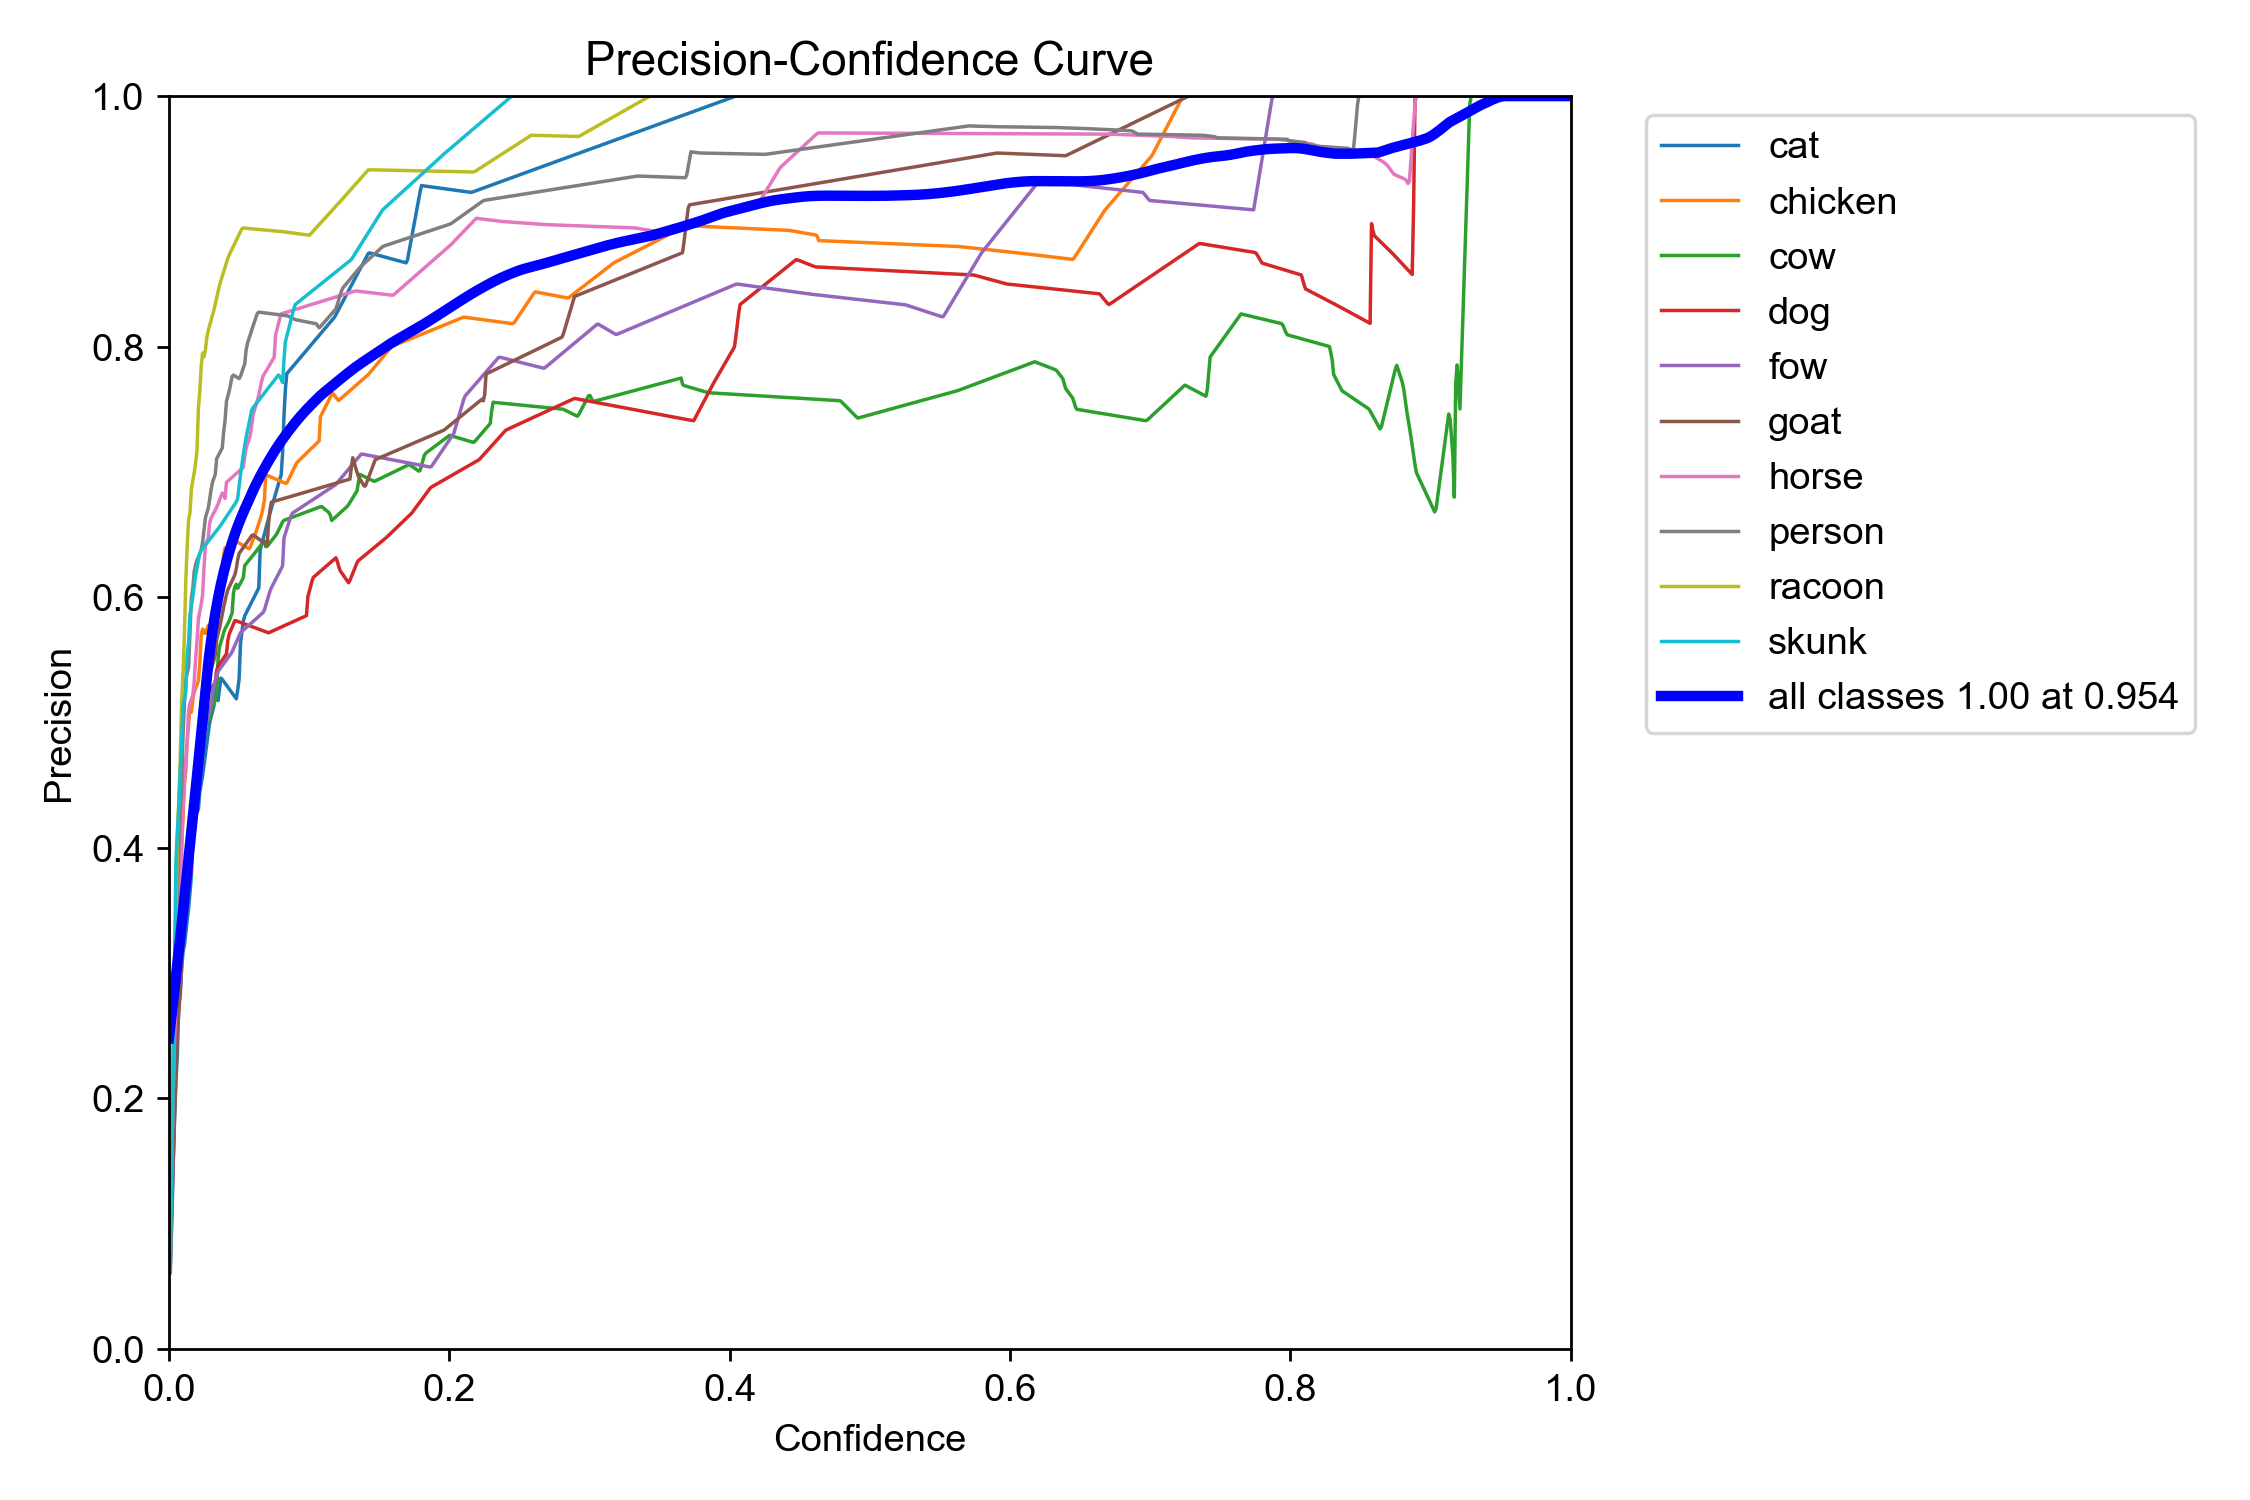 Precision-Confidence Curve
1.0
0.8
0.6
0.4
0.2
0.0
Precision
0.0 0.2 0.4 0.6 0.8 1.0
Confidence
cat
chicken
cow
dog
fow
goat
horse
person
racoon
skunk
all classes 1.00 at 0.954